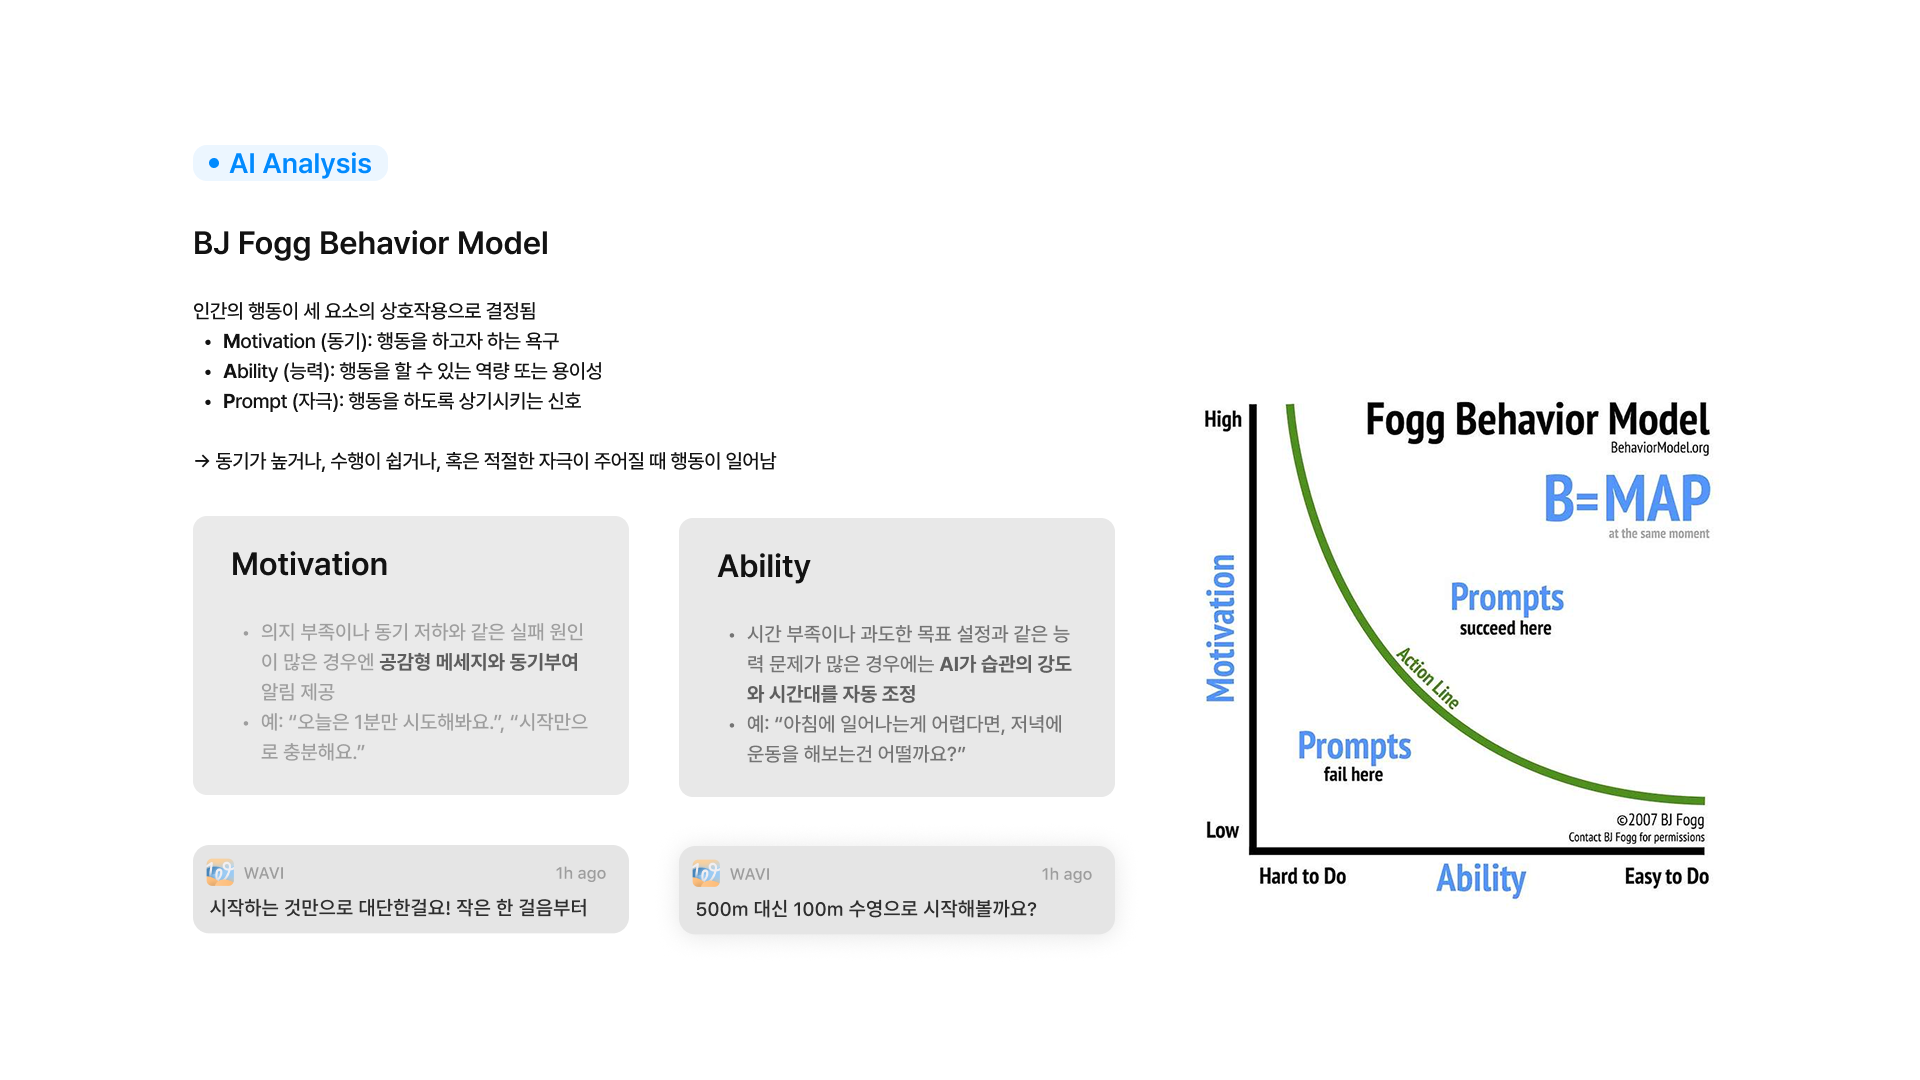 • AI Analysis
BJ Fogg Behavior Model
인간의 행동이 세 요소의 상호작용으로 결정됨
• Motivation (동기): 행동을 하고자 하는 욕구
• Ability (능력): 행동을 할 수 있는 역량 또는 용이성
• Prompt (자극): 행동을 하도록 상기시키는 신호
→ 동기가 높거나, 수행이 쉽거나, 혹은 적절한 자극이 주어질 때 행동이 일어남
Motivation
• 의지 부족이나 동기 저하와 같은 실패 원인
이 많은 경우엔 공감형 메세지와 동기부여
알림 제공
• 예: “오늘은 1분만 시도해봐요.”, “시작만으
로 충분해요.”
Ability
• 시간 부족이나 과도한 목표 설정과 같은 능
력 문제가 많은 경우에는 AI가 습관의 강도
와 시간대를 자동 조정
• 예: “아침에 일어나는게 어렵다면, 저녁에
운동을 해보는건 어떨까요?”
WAVI 1h ago
시작하는 것만으로 대단한걸요! 작은 한 걸음부터
WAVI 1h ago
500m 대신 100m 수영으로 시작해볼까요?
Fogg Behavior Model
BehaviorModel.org
B=MAP
at the same moment
High
Motivation
Low
Prompts
succeed here
Action Line
Prompts
fail here
©2007 BJ Fogg
Contact BJ Fogg for permissions
Hard to Do
Ability
Easy to Do